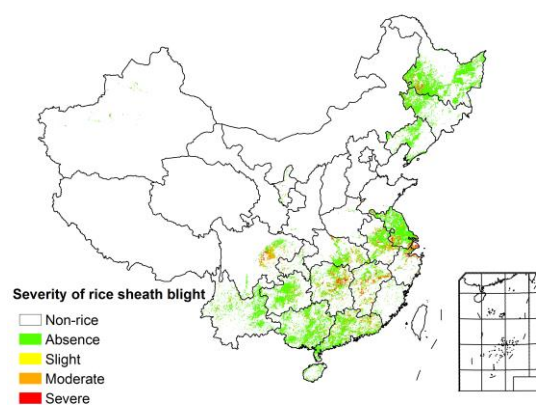 Severity of rice sheath blight
Non-rice
Absence
Slight
Moderate
Severe